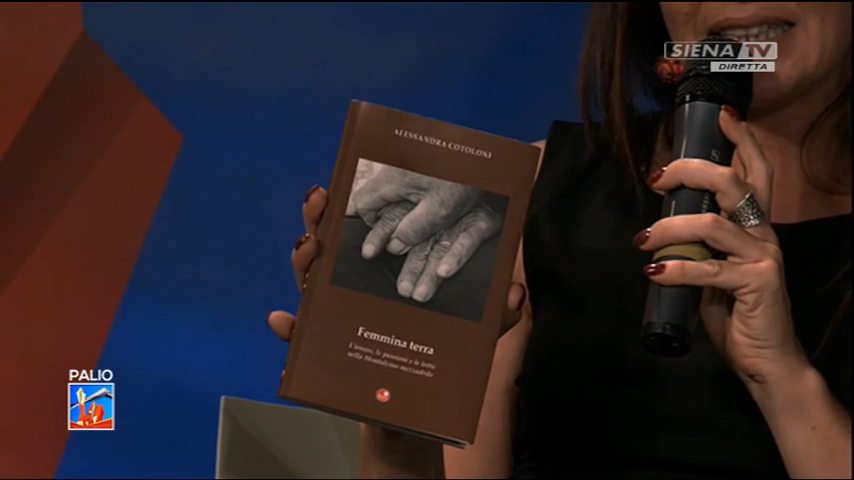 SIENA TV
DIRETTA
ALESSANDRA COTOLONI
Femmina terra
L'amore, le passioni e le lotte
nella Montalcino mezzadrile
PALIO